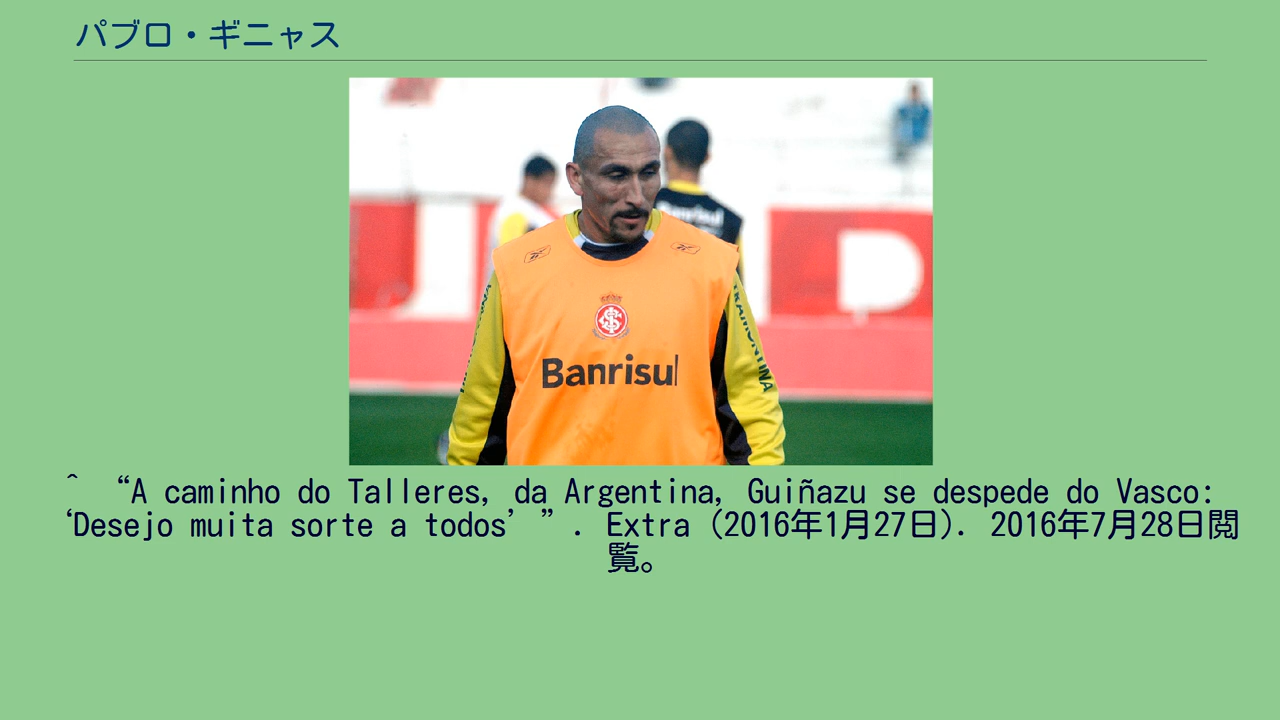 パブロ・ギニャス
Banrisul
Banrisul
TRAMONTINA
^ “A caminho do Talleres, da Argentina, Guiñazu se despede do Vasco:
‘Desejo muita sorte a todos’”. Extra (2016年1月27日). 2016年7月28日閲
覧。